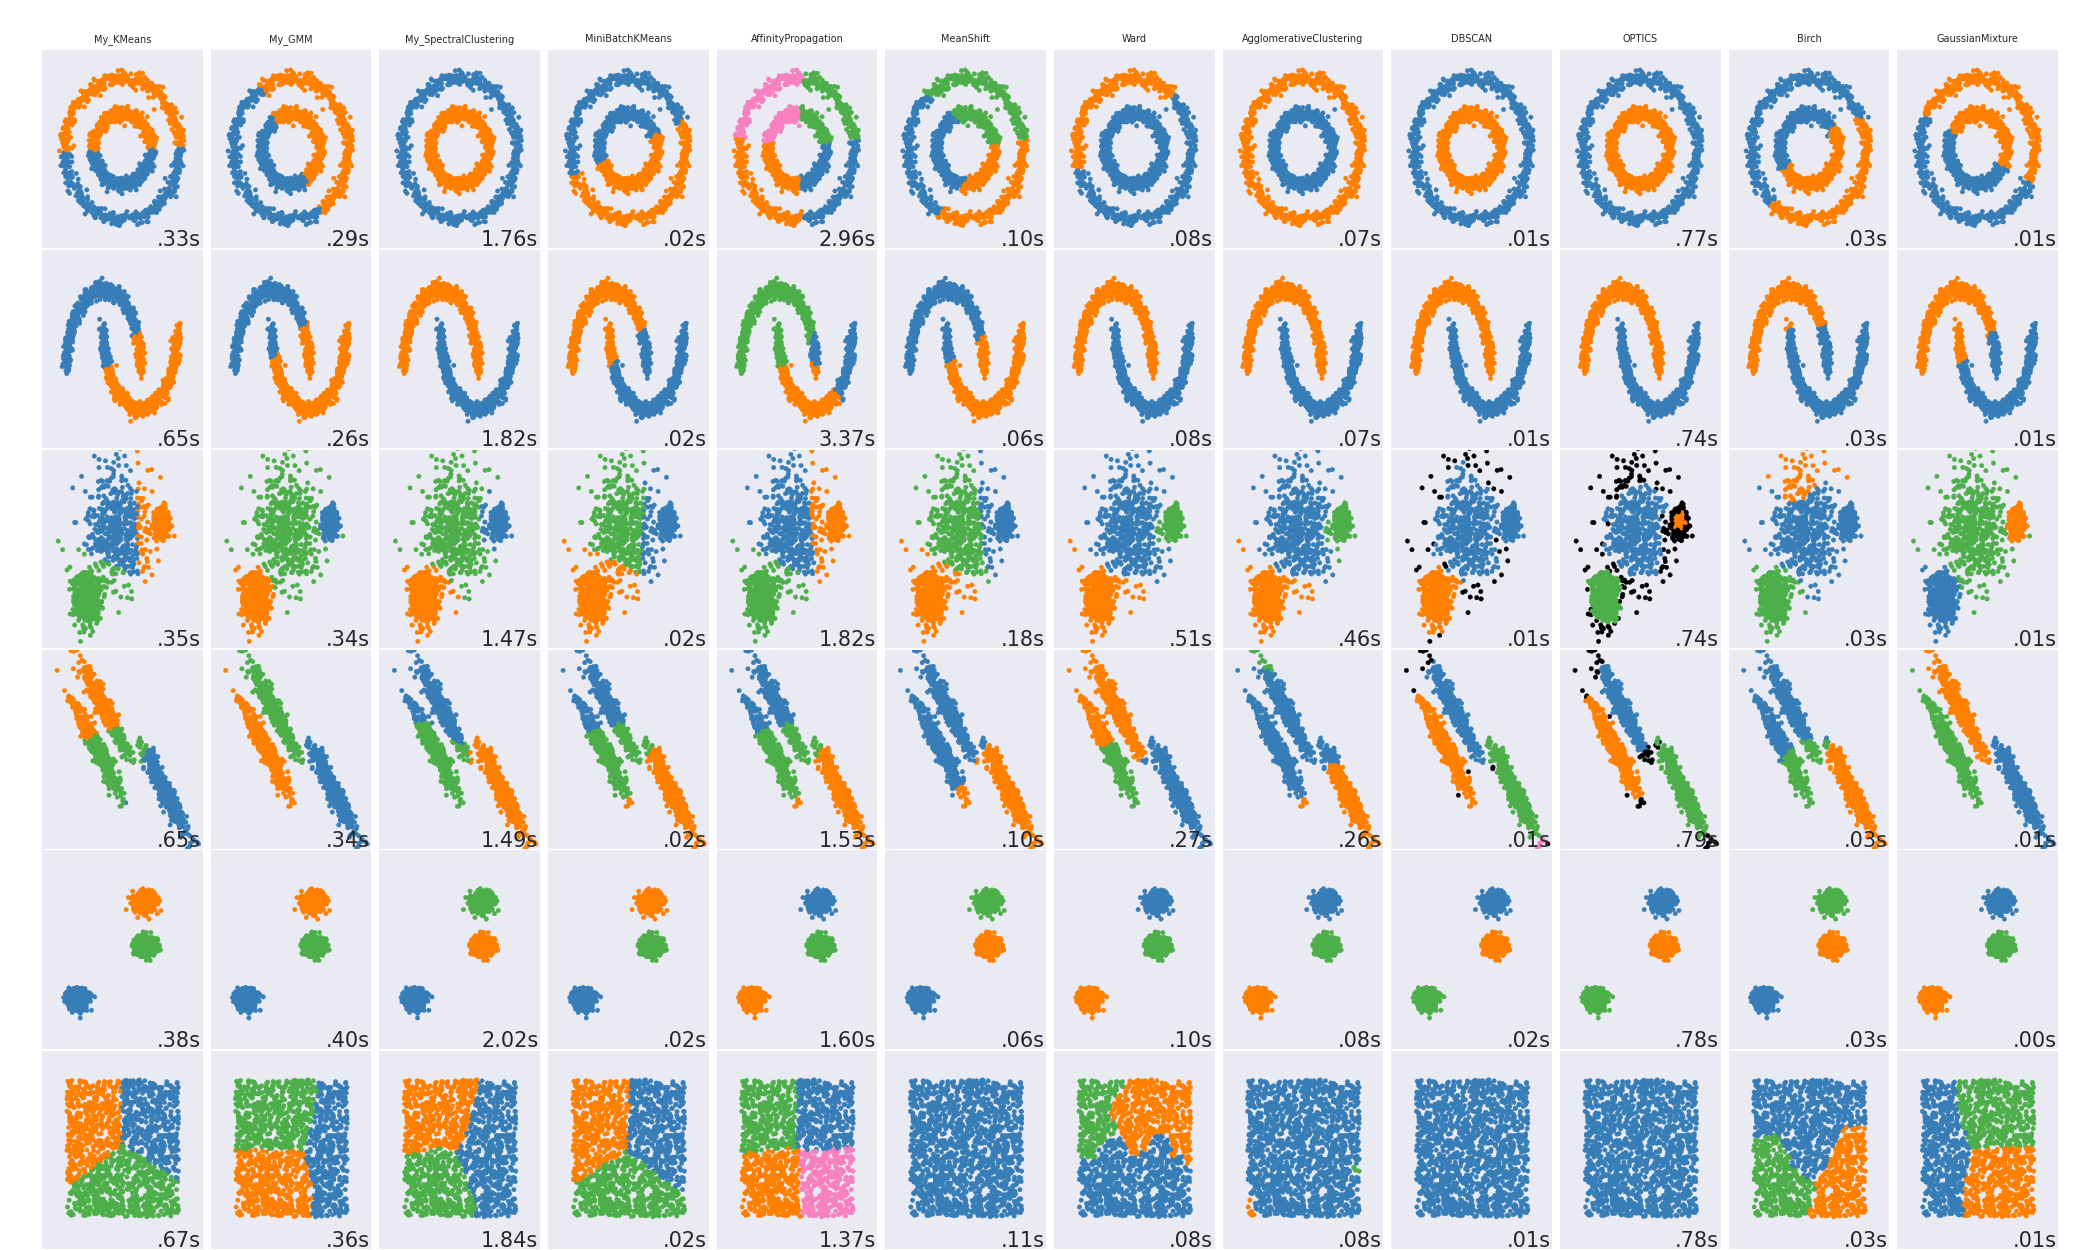 My_KMeans My_GMM My_SpectralClustering MiniBatchKMeans AffinityPropagation MeanShift Ward AgglomerativeClustering DBSCAN OPTICS Birch GaussianMixture
.33s .29s 1.76s .02s 2.96s .10s .08s .07s .01s .77s .03s .01s
.65s .26s 1.82s .02s 3.37s .06s .08s .07s .01s .74s .03s .01s
.35s .34s 1.47s .02s 1.82s .18s .51s .46s .01s .74s .03s .01s
.65s .34s 1.49s .02s 1.53s .10s .27s .26s .01s .79s .03s .01s
.38s .40s 2.02s .02s 1.60s .06s .10s .08s .02s .78s .03s .00s
.67s .36s 1.84s .02s 1.37s .11s .08s .08s .01s .78s .03s .01s